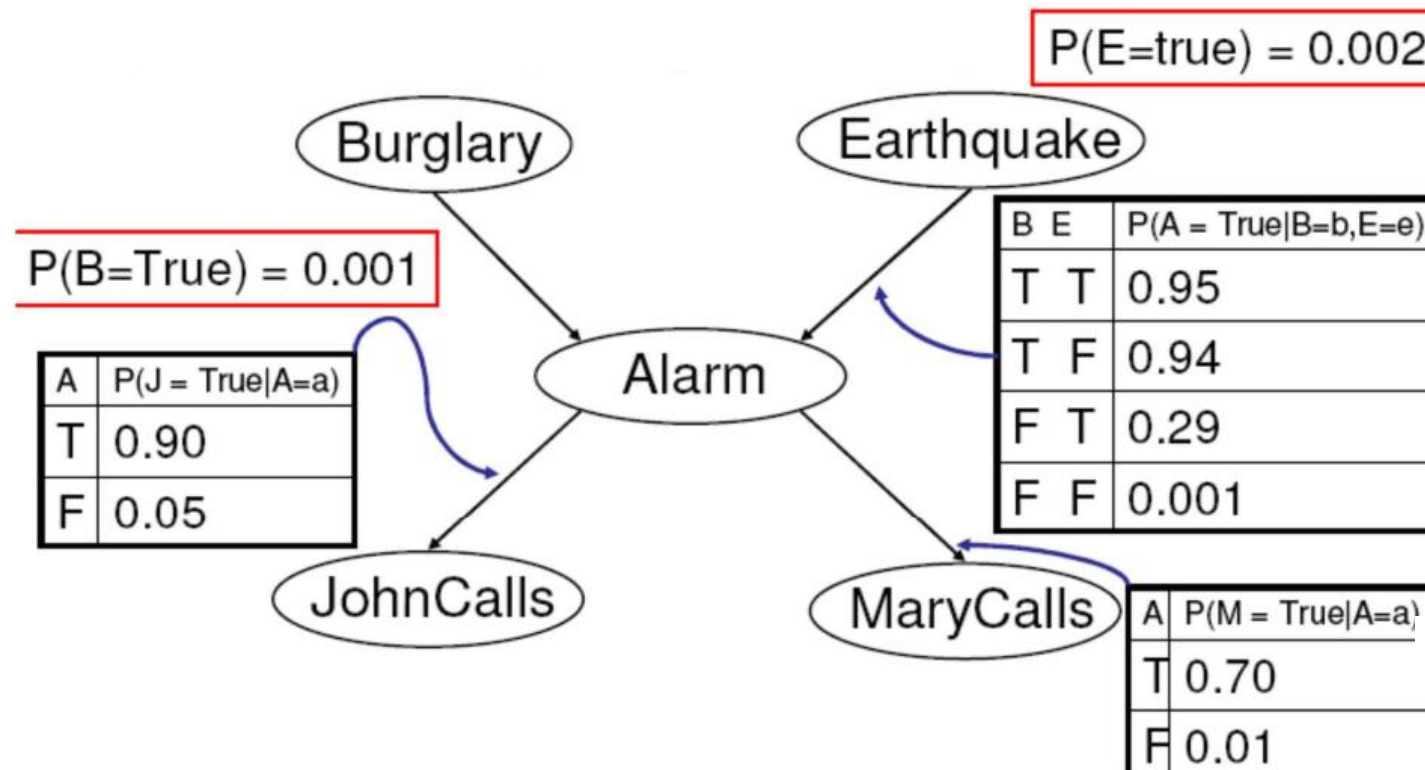 P(E=true) = 0.002
Burglary
Earthquake
P(B=True) = 0.001
B E P(A = True|B=b,E=e)
T T 0.95
T F 0.94
F T 0.29
F F 0.001
A P(J = True|A=a)
T 0.90
F 0.05
Alarm
JohnCalls
MaryCalls
A P(M = True|A=a)
T 0.70
F 0.01